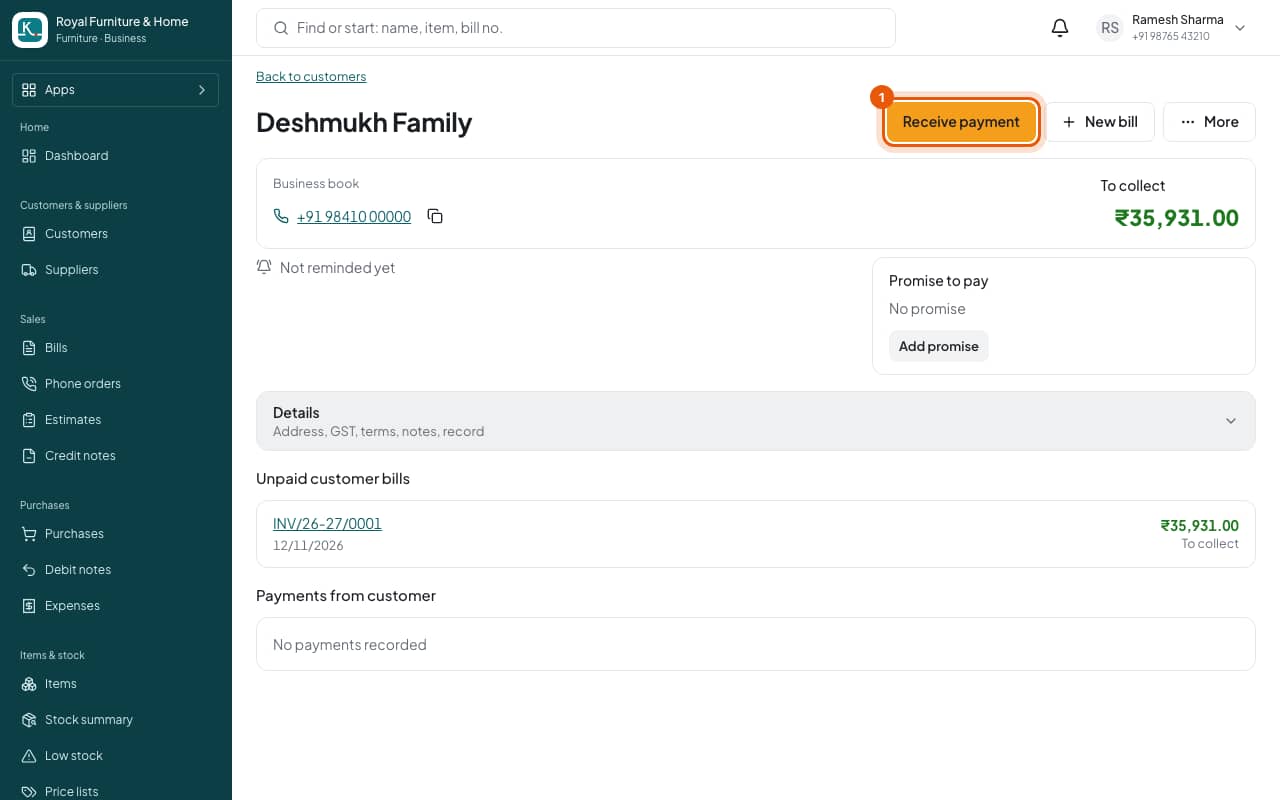 Royal Furniture & Home
Furniture · Business
Apps
Home
Dashboard
Customers & suppliers
Customers
Suppliers
Sales
Bills
Phone orders
Estimates
Credit notes
Purchases
Purchases
Debit notes
Expenses
Items & stock
Items
Stock summary
Low stock
Price lists
Find or start: name, item, bill no.
RS
Ramesh Sharma
+91 98765 43210
Back to customers
Deshmukh Family
1
Receive payment
New bill
More
Business book
+91 98410 00000
To collect
₹35,931.00
Not reminded yet
Promise to pay
No promise
Add promise
Details
Address, GST, terms, notes, record
Unpaid customer bills
INV/26-27/0001
12/11/2026
₹35,931.00
To collect
Payments from customer
No payments recorded